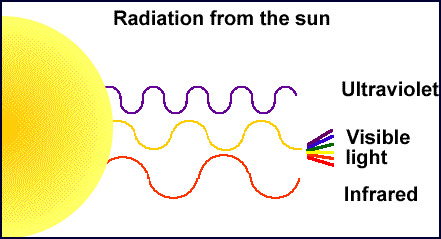 Radiation from the sun
Ultraviolet
Visible
light
Infrared